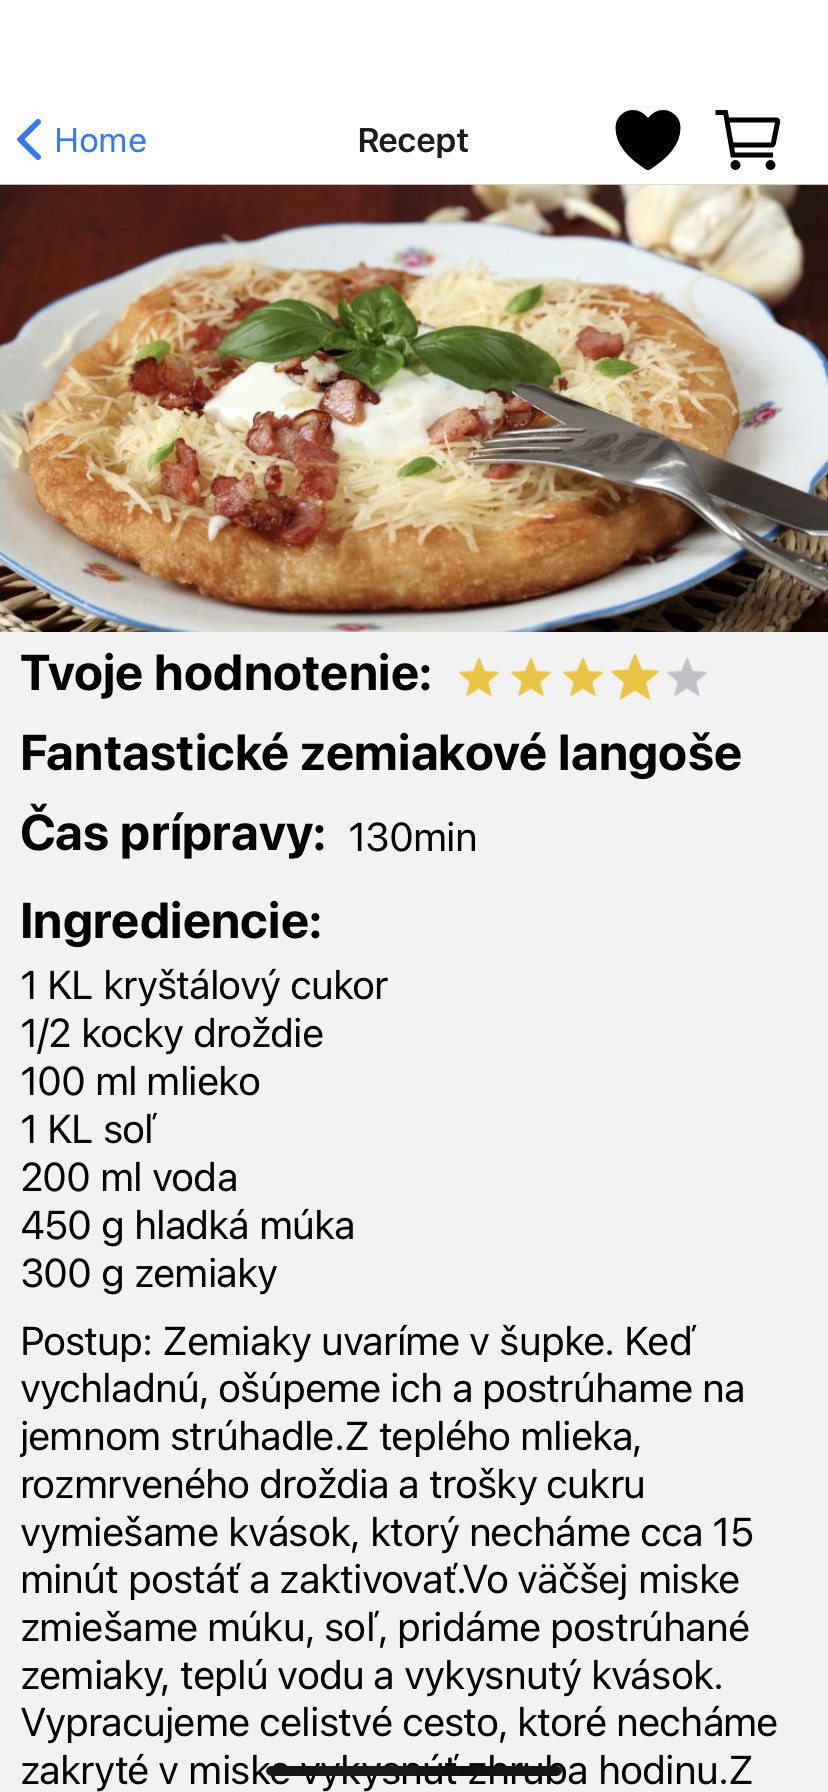 Home
Recept
Tvoje hodnotenie:
Fantastické zemiakové langoše
Čas prípravy: 130min
Ingrediencie:
1 KL kryštálový cukor
1/2 kocky droždie
100 ml mlieko
1 KL soľ
200 ml voda
450 g hladká múka
300 g zemiaky
Postup: Zemiaky uvaríme v šupke. Keď
vychladnú, ošúpeme ich a postrúhame na
jemnom strúhadle.Z teplého mlieka,
rozmrveného droždia a trošky cukru
vymiešame kvások, ktorý necháme cca 15
minút postáť a zaktivovať.Vo väčšej miske
zmiešame múku, soľ, pridáme postrúhané
zemiaky, teplú vodu a vykysnutý kvások.
Vypracujeme celistvé cesto, ktoré necháme
zakryté v miske vykysnúť zhruba hodinu.Z